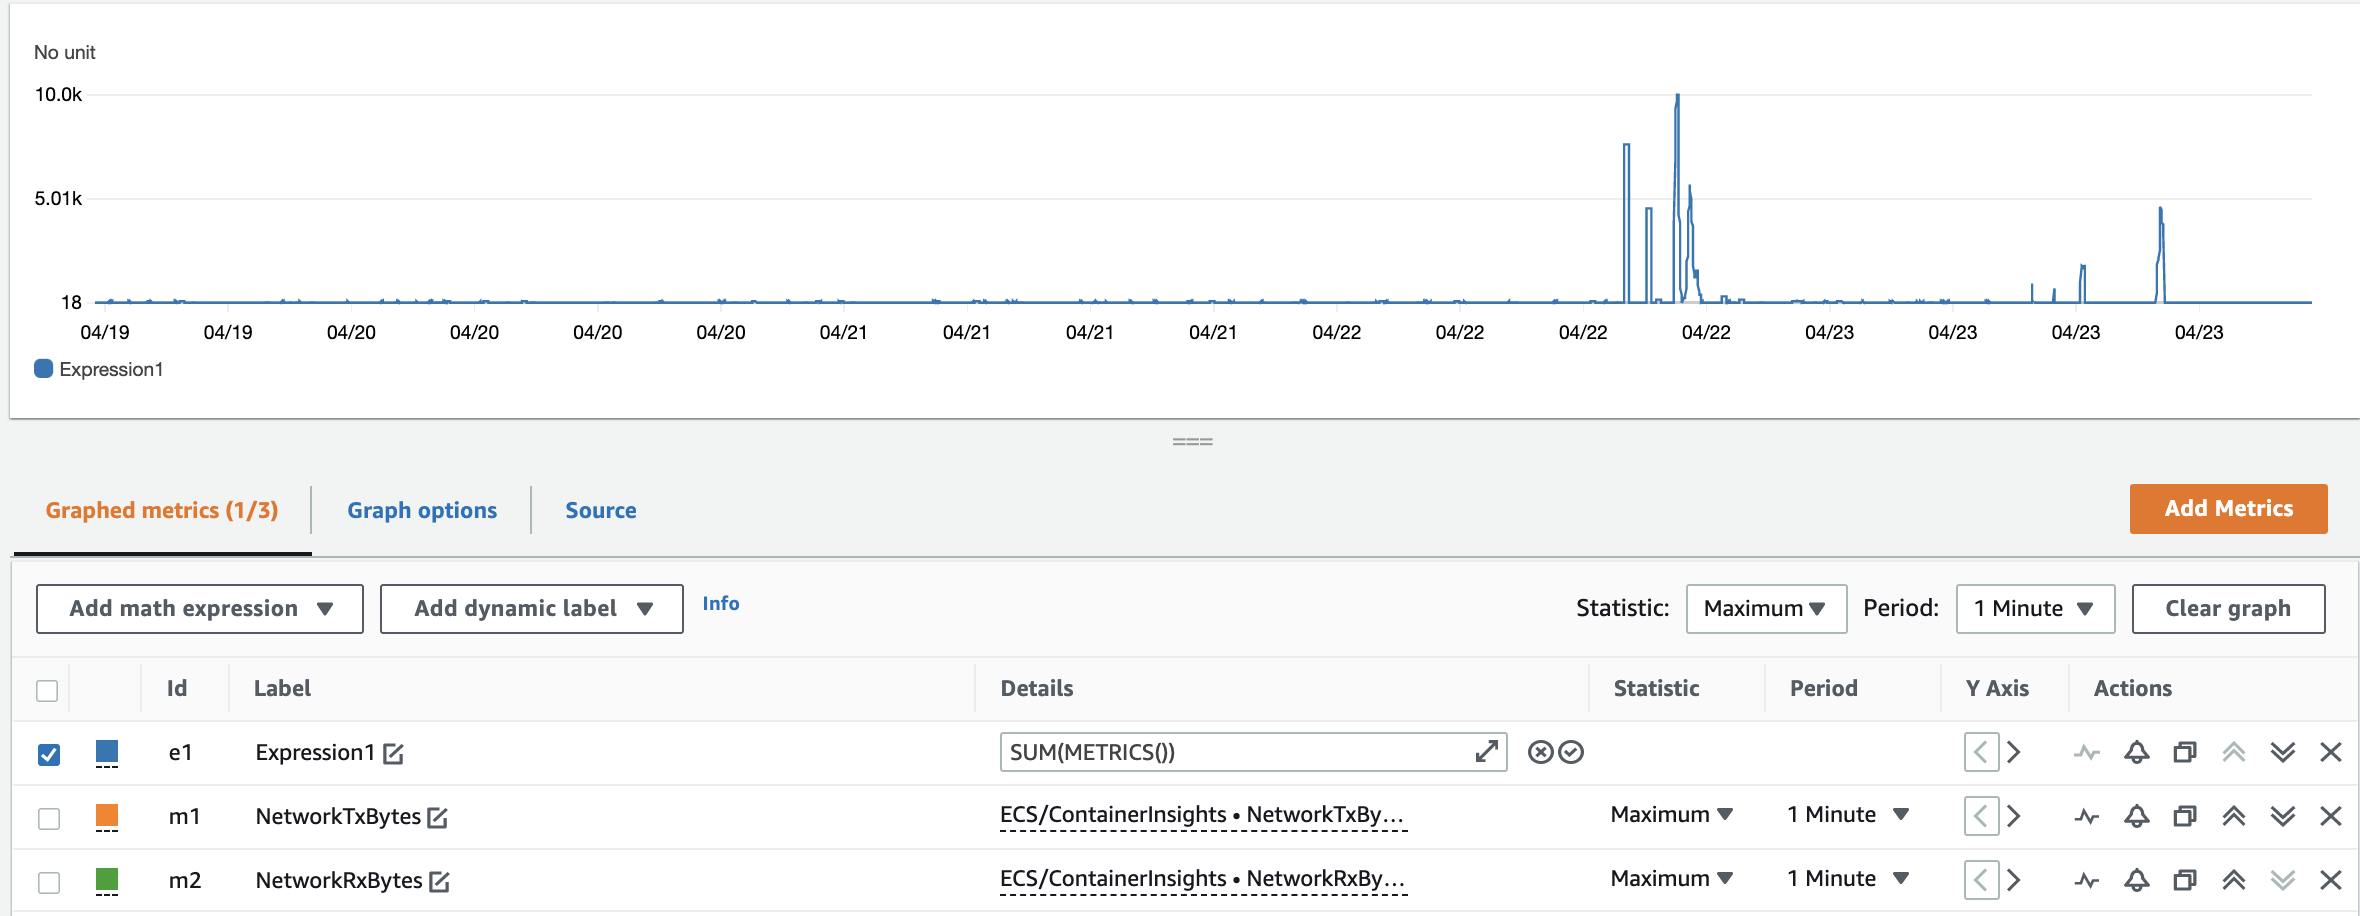 No unit
10.0k
5.01k
18
04/19 04/19 04/20 04/20 04/20 04/20 04/21 04/21 04/21 04/21 04/22 04/22 04/22 04/22 04/23 04/23 04/23 04/23
Expression1
Graphed metrics (1/3) Graph options Source Add Metrics
Add math expression Add dynamic label Info Statistic: Maximum Period: 1 Minute Clear graph
Id Label Details Statistic Period Y Axis Actions
e1 Expression1 SUM(METRICS())
m1 NetworkTxBytes ECS/ContainerInsights • NetworkTxBy... Maximum 1 Minute
m2 NetworkRxBytes ECS/ContainerInsights • NetworkRxBy... Maximum 1 Minute